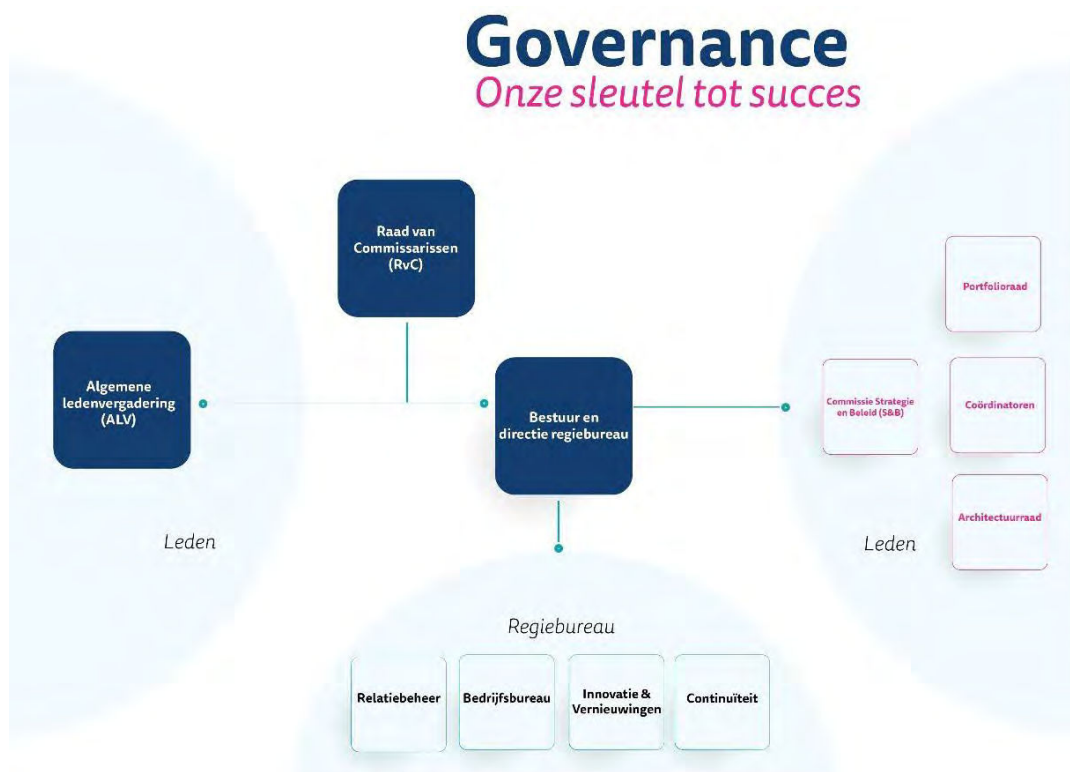 Governance
Onze sleutel tot succes
Raad van
Commissarissen
(RvC)
Algemene
ledenvergadering
(ALV)
Bestuur en
directie regiebureau
Portfolioraad
Commissie Strategie
en Beleid (S&B)
Coördinatoren
Architectuurraad
Leden
Leden
Regiebureau
Relatiebeheer
Bedrijfsbureau
Innovatie &
Vernieuwingen
Continuïteit